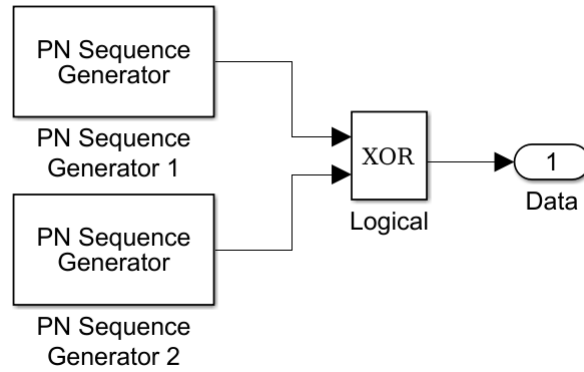 PN Sequence
Generator
PN Sequence
Generator 1
XOR
1
Logical
Data
PN Sequence
Generator
PN Sequence
Generator 2